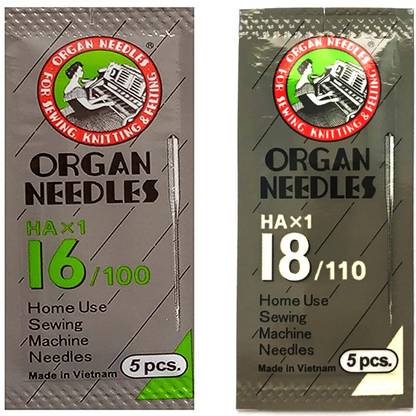 ORGAN NEEDLES ®
FOR SEWING, KNITTING & FELTING
ORGAN
NEEDLES
HA×1
16/100
Home Use
Sewing
Machine
Needles
Made in Vietnam
5 pcs.
ORGAN NEEDLES ®
FOR SEWING, KNITTING & FELTING
ORGAN
NEEDLES
HA×1
18/110
Home Use
Sewing
Machine
Needles
Made in Vietnam
5 pcs.